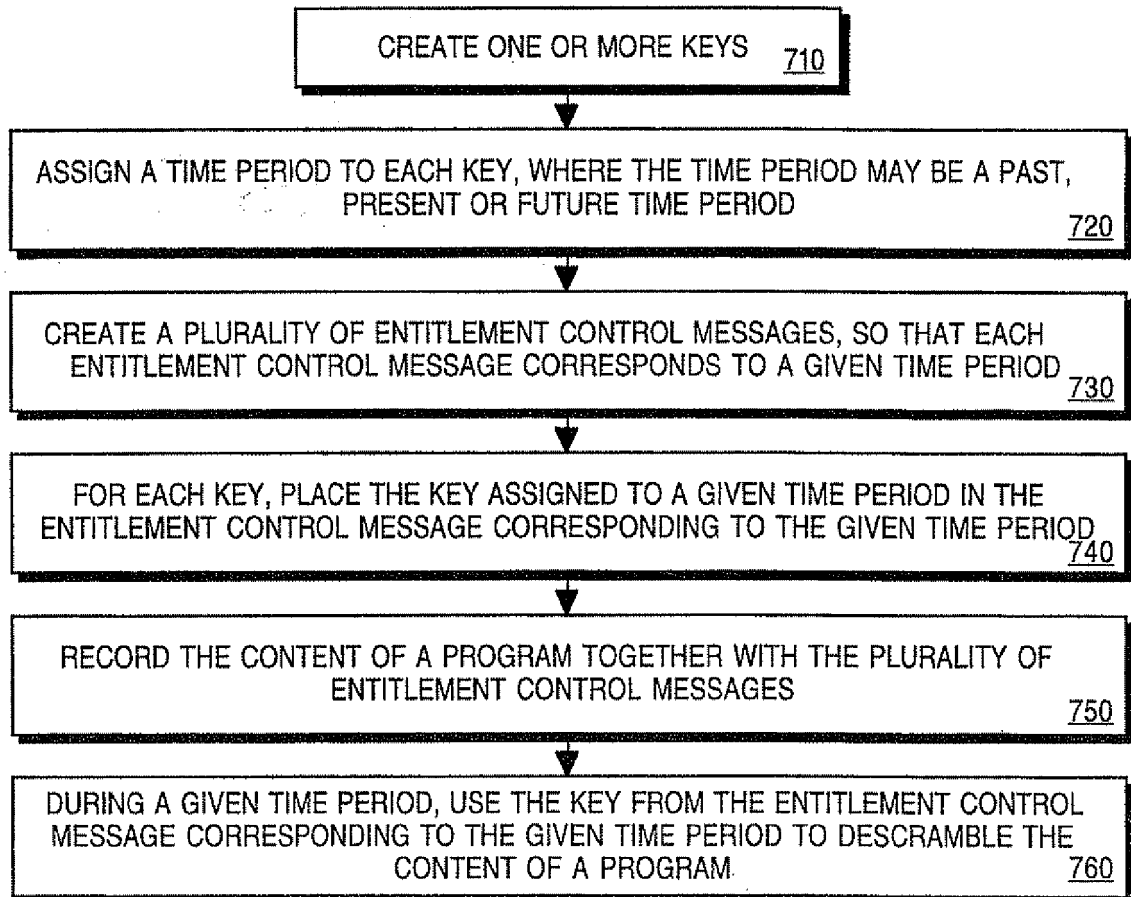 CREATE ONE OR MORE KEYS
710
ASSIGN A TIME PERIOD TO EACH KEY, WHERE THE TIME PERIOD MAY BE A PAST,
PRESENT OR FUTURE TIME PERIOD
720
CREATE A PLURALITY OF ENTITLEMENT CONTROL MESSAGES, SO THAT EACH
ENTITLEMENT CONTROL MESSAGE CORRESPONDS TO A GIVEN TIME PERIOD
730
FOR EACH KEY, PLACE THE KEY ASSIGNED TO A GIVEN TIME PERIOD IN THE
ENTITLEMENT CONTROL MESSAGE CORRESPONDING TO THE GIVEN TIME PERIOD
740
RECORD THE CONTENT OF A PROGRAM TOGETHER WITH THE PLURALITY OF
ENTITLEMENT CONTROL MESSAGES
750
DURING A GIVEN TIME PERIOD, USE THE KEY FROM THE ENTITLEMENT CONTROL
MESSAGE CORRESPONDING TO THE GIVEN TIME PERIOD TO DESCRAMBLE THE
CONTENT OF A PROGRAM
760